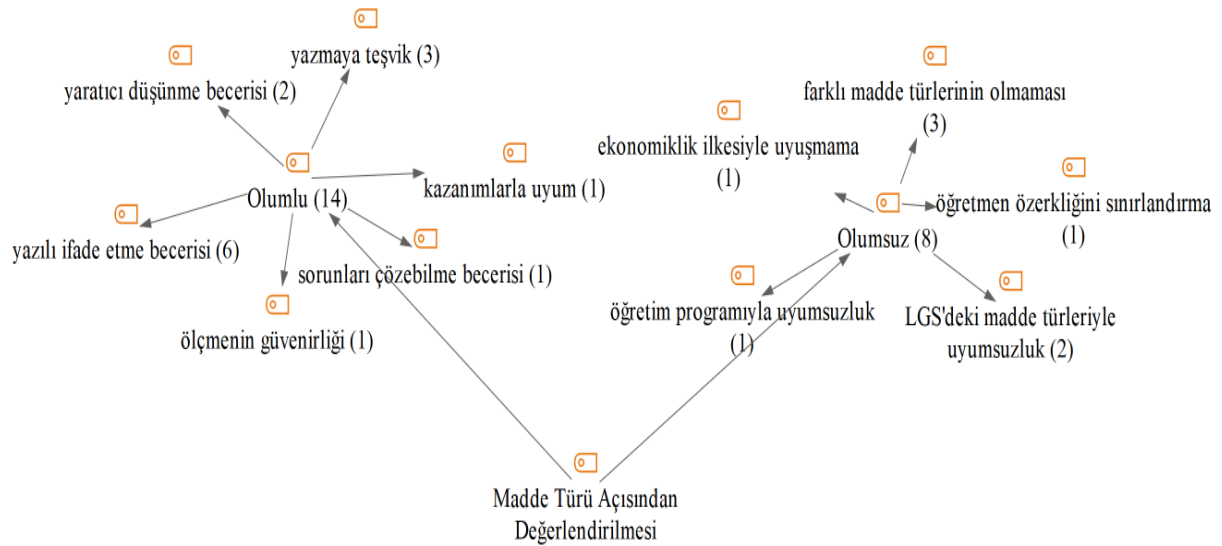 yazmaya teşvik (3)
yaratıcı düşünme becerisi (2)
Olumlu (14)
kazanımlarla uyum (1)
yazılı ifade etme becerisi (6)
sorunları çözebilme becerisi (1)
ölçmenin güvenirliği (1)
farklı madde türlerinin olmaması
(3)
ekonomiklik ilkesiyle uyuşmama
(1)
öğretmen özerkliğini sınırlandırma
(1)
Olumsuz (8)
öğretim programıyla uyumsuzluk
(1)
LGS'deki madde türleriyle
uyumsuzluk (2)
Madde Türü Açısından
Değerlendirilmesi